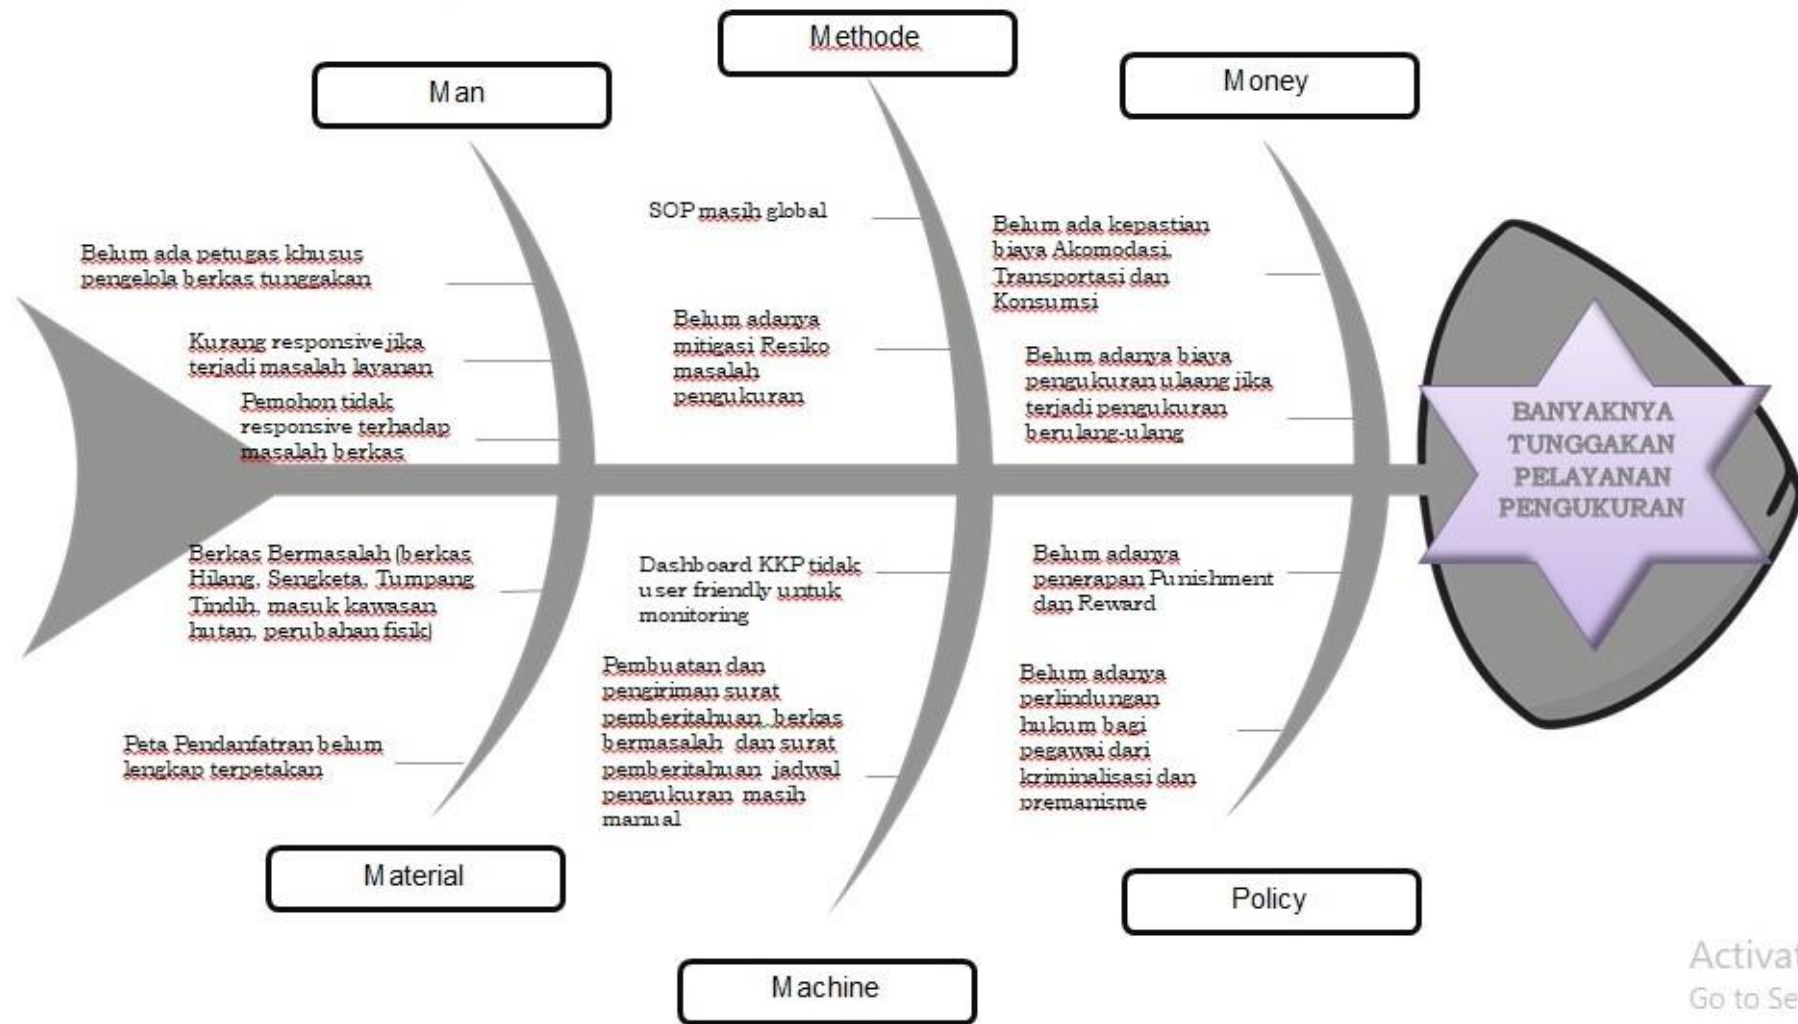 Methode
Man
Money
SOP masih global
Belum ada kepastian
biaya Akomodasi,
Transportasi dan
Konsumsi
Belum ada petugas khusus
pengelola berkas tunggakan
Belum adanya
mitigasi Resiko
masalah
pengukuran
Kurang responsive jika
terjadi masalah layanan
Belum adanya biaya
pengukuran ulaang jika
terjadi pengukuran
berulang-ulang
Pemohon tidak
responsive terhadap
masalah berkas
BANYAKNYA
TUNGGAKAN
PELAYANAN
PENGUKURAN
Berkas Bermasalah (berkas
Hilang, Sengketa, Tumpang
Tindih, masuk kawasan
hutan, perubahan fisik)
Dashboard KKP tidak
user friendly untuk
monitoring
Belum adanya
penerapan Punishment
dan Reward
Pembuatan dan
pengiriman surat
pemberitahuan berkas
bermasalah dan surat
pemberitahuan jadwal
pengukuran masih
manual
Belum adanya
perlindungan
hukum bagi
pegawai dari
kriminalisasi dan
premanisme
Peta Pendanfatran belum
lengkap terpetakan
Material
Policy
Machine
Activat
Go to Se